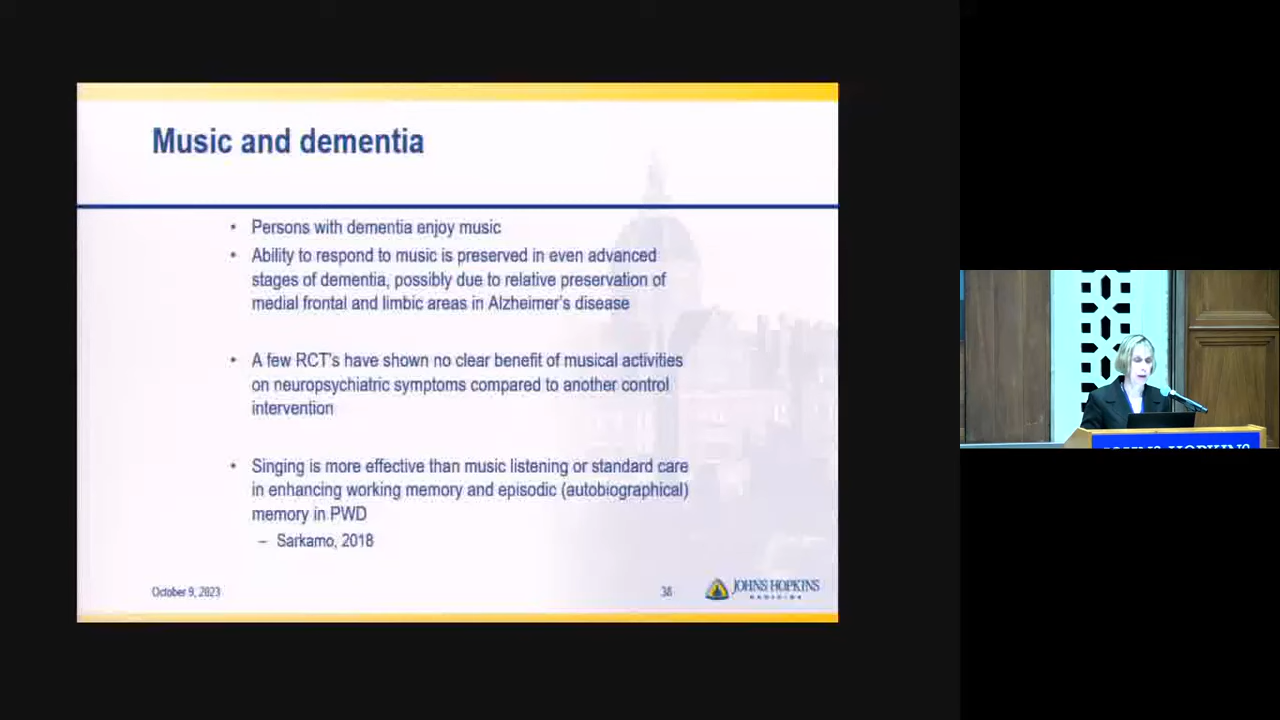 Music and dementia
• Persons with dementia enjoy music
• Ability to respond to music is preserved in even advanced
stages of dementia, possibly due to relative preservation of
medial frontal and limbic areas in Alzheimer's disease
• A few RCT's have shown no clear benefit of musical activities
on neuropsychiatric symptoms compared to another control
intervention
• Singing is more effective than music listening or standard care
in enhancing working memory and episodic (autobiographical)
memory in PWD
– Sarkamo, 2018
October 9, 2023
38
JOHNS HOPKINS
MEDICINE
JOHNS HOPKINS